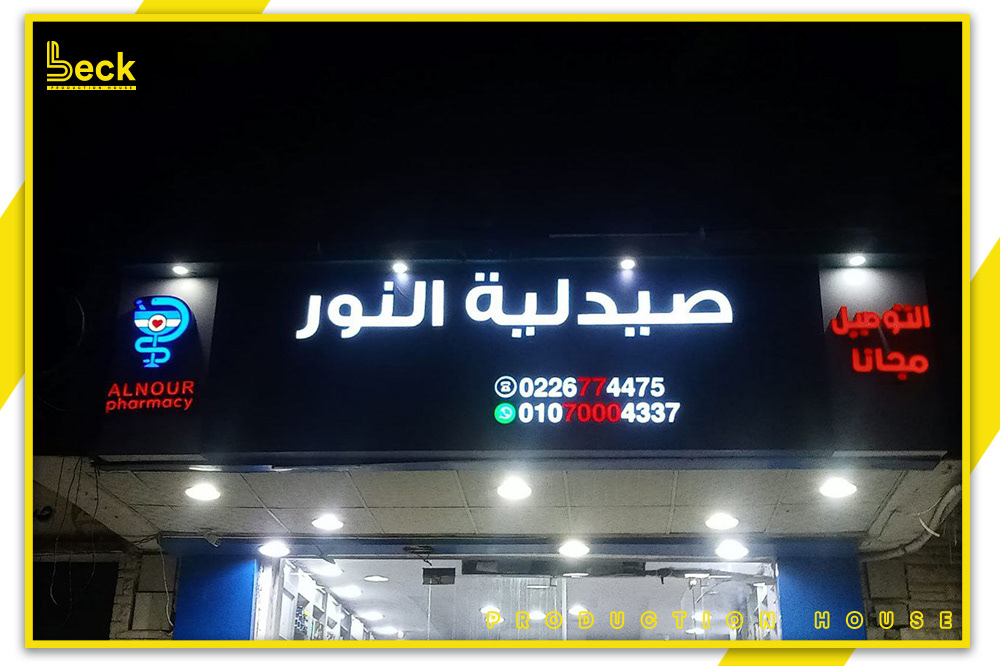 beck
PRODUCTION HOUSE
صيدلية النور
ALNOUR
pharmacy
التوصيل
مجانا
0226774475
01070004337
PRODUCTION HOUSE